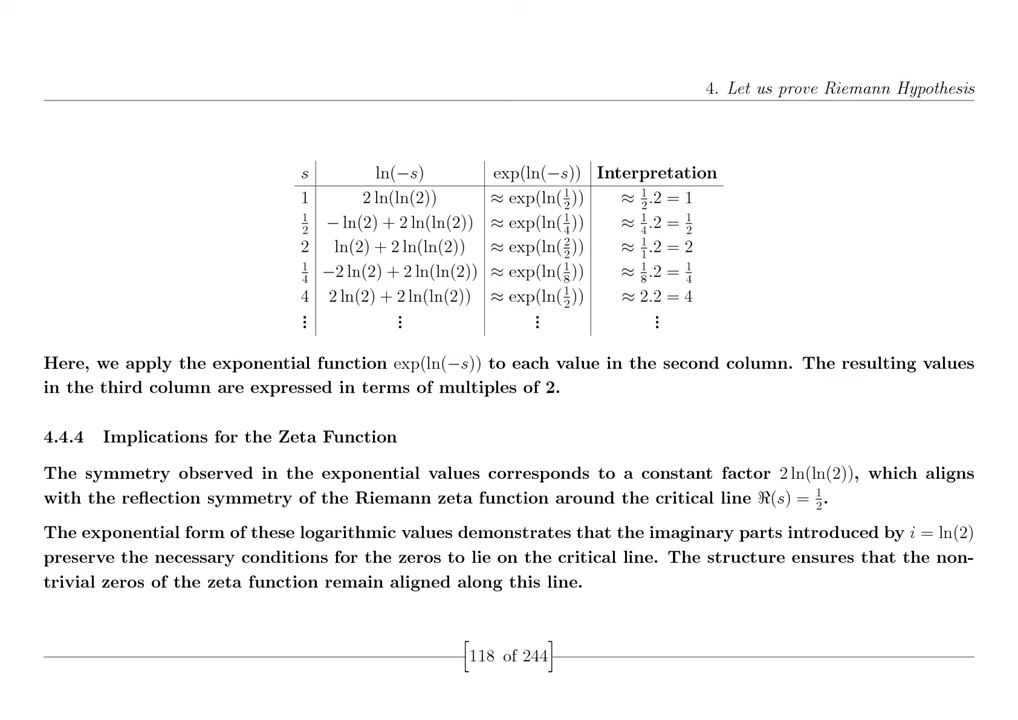 4. Let us prove Riemann Hypothesis
s | ln(−s) | exp(ln(−s)) | Interpretation
1 | 2 ln(ln(2)) | ≈ exp(ln(1/2)) | ≈ 1/2.2 = 1
1/2 | − ln(2) + 2 ln(ln(2)) | ≈ exp(ln(1/4)) | ≈ 1/4.2 = 1/2
2 | ln(2) + 2 ln(ln(2)) | ≈ exp(ln(2/2)) | ≈ 1/1.2 = 2
1/4 | −2 ln(2) + 2 ln(ln(2)) | ≈ exp(ln(1/8)) | ≈ 1/8.2 = 1/4
4 | 2 ln(2) + 2 ln(ln(2)) | ≈ exp(ln(1/2)) | ≈ 2.2 = 4
⋮ | ⋮ | ⋮ | ⋮
Here, we apply the exponential function exp(ln(−s)) to each value in the second column. The resulting values
in the third column are expressed in terms of multiples of 2.
4.4.4 Implications for the Zeta Function
The symmetry observed in the exponential values corresponds to a constant factor 2 ln(ln(2)), which aligns
with the reflection symmetry of the Riemann zeta function around the critical line ℜ(s) = 1/2.
The exponential form of these logarithmic values demonstrates that the imaginary parts introduced by i = ln(2)
preserve the necessary conditions for the zeros to lie on the critical line. The structure ensures that the non-
trivial zeros of the zeta function remain aligned along this line.
[118 of 244]